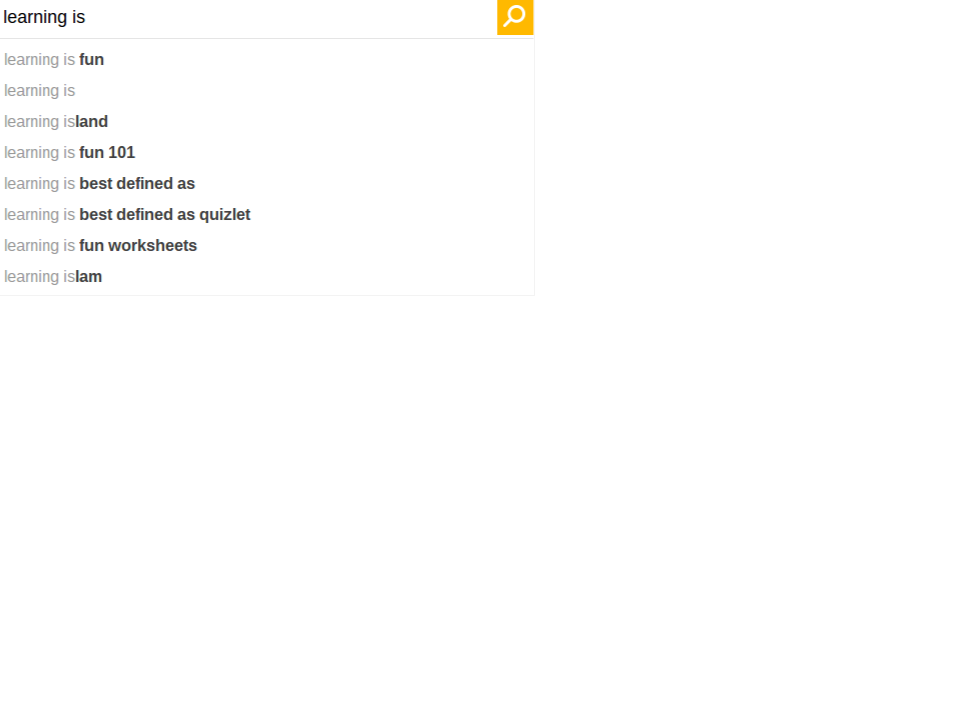 learning is
learning is fun
learning is
learning island
learning is fun 101
learning is best defined as
learning is best defined as quizlet
learning is fun worksheets
learning islam